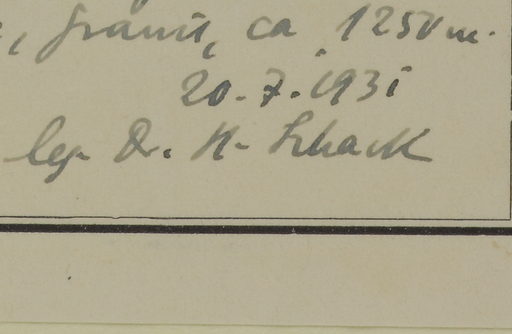 , Granit, ca. 1250 m.
20.7.1931
leg. Dr. H. Schack